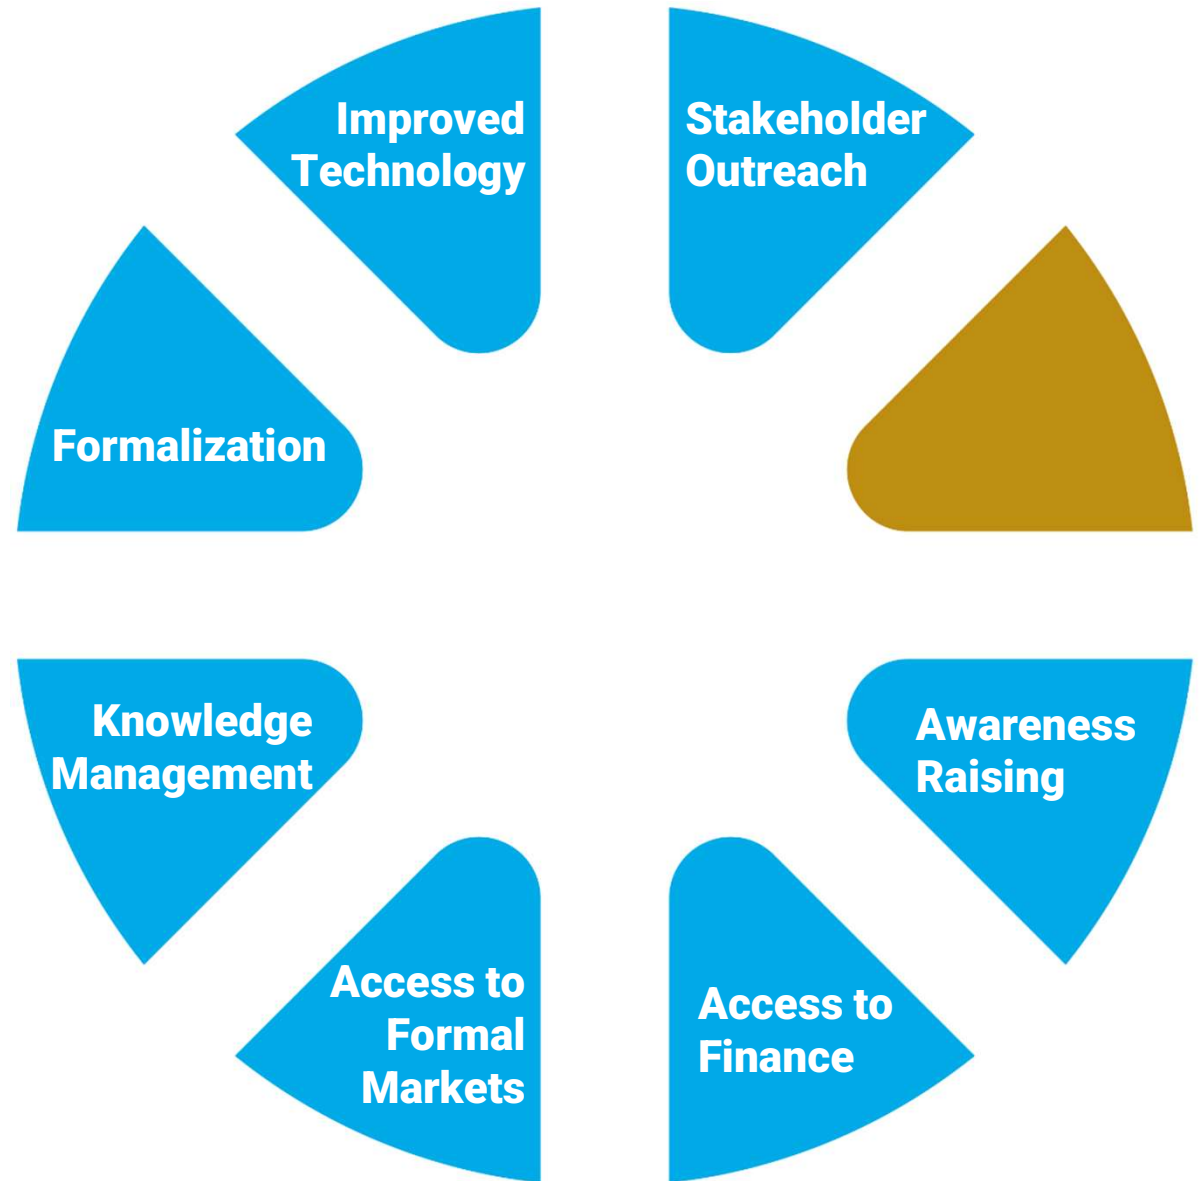 Improved
Technology
Stakeholder
Outreach
Formalization
Knowledge
Management
Awareness
Raising
Access to
Formal
Markets
Access to
Finance